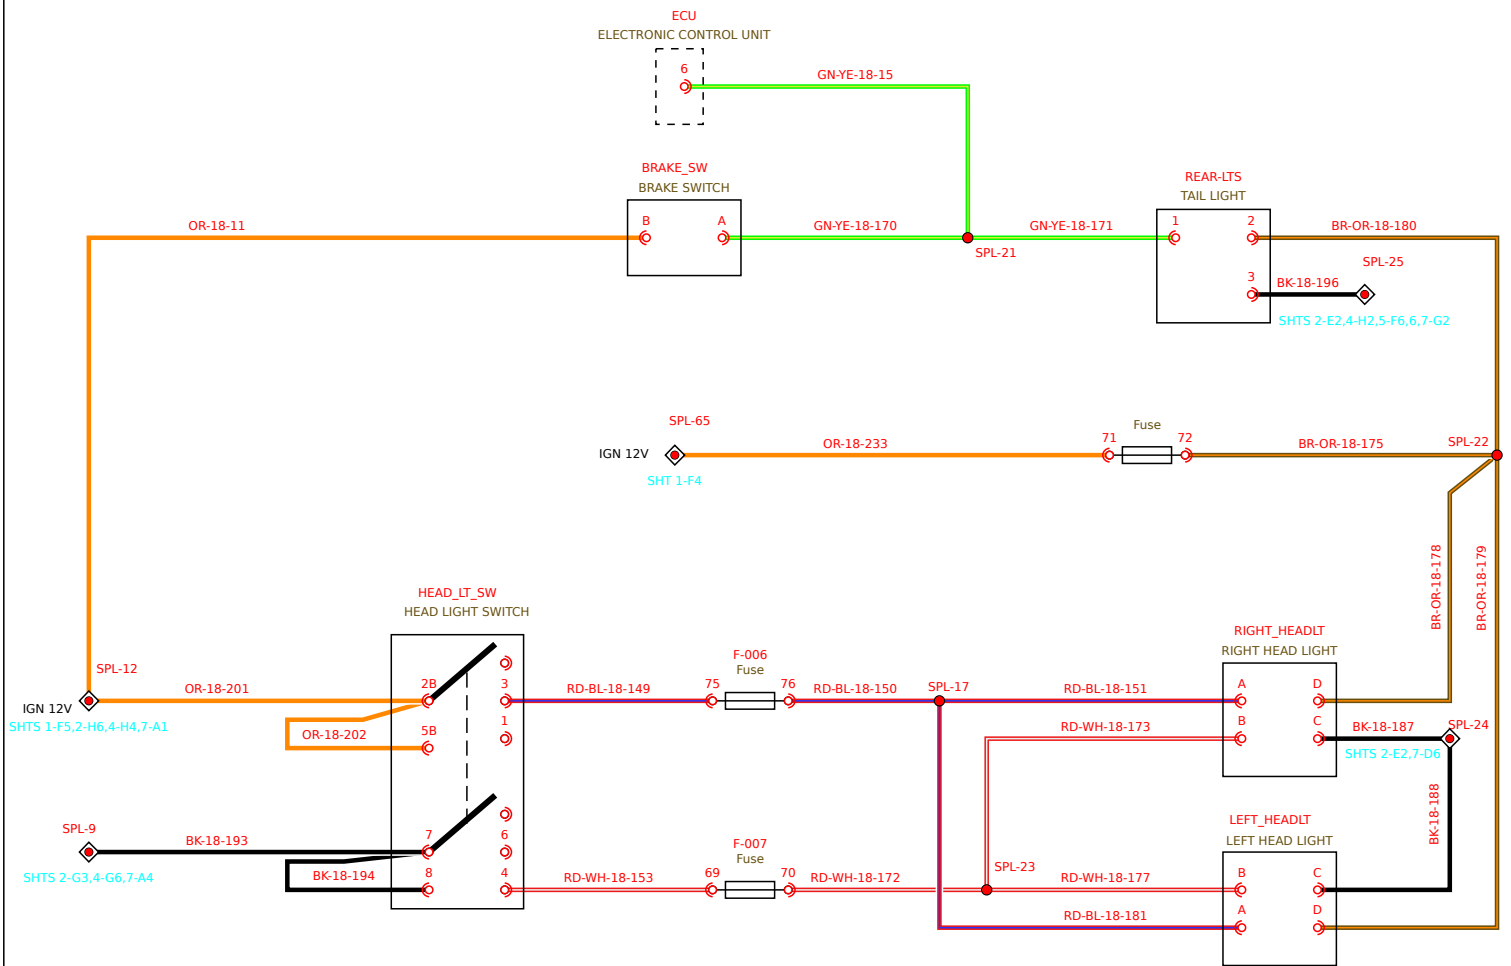 ECU
ELECTRONIC CONTROL UNIT
6
GN-YE-18-15
BRAKE_SW
BRAKE SWITCH
REAR-LTS
TAIL LIGHT
OR-18-11
B
A
GN-YE-18-170
GN-YE-18-171
1
2
BR-OR-18-180
SPL-21
SPL-25
3
BK-18-196
SHTS 2-E2,4-H2,5-F6,6,7-G2
SPL-65
Fuse
IGN 12V
OR-18-233
71
72
BR-OR-18-175
SPL-22
SHT 1-F4
BR-OR-18-178
BR-OR-18-179
HEAD_LT_SW
HEAD LIGHT SWITCH
RIGHT_HEADLT
RIGHT HEAD LIGHT
F-006
Fuse
SPL-12
OR-18-201
2B
3
RD-BL-18-149
75
76
RD-BL-18-150
SPL-17
RD-BL-18-151
A
D
IGN 12V
SHTS 1-F5,2-H6,4-H4,7-A1
OR-18-202
5B
1
RD-WH-18-173
B
C
BK-18-187
SPL-24
SHTS 2-E2,7-D6
BK-18-188
SPL-9
BK-18-193
7
6
F-007
Fuse
LEFT_HEADLT
LEFT HEAD LIGHT
SHTS 2-G3,4-G6,7-A4
BK-18-194
8
4
RD-WH-18-153
69
70
RD-WH-18-172
SPL-23
RD-WH-18-177
B
C
RD-BL-18-181
A
D